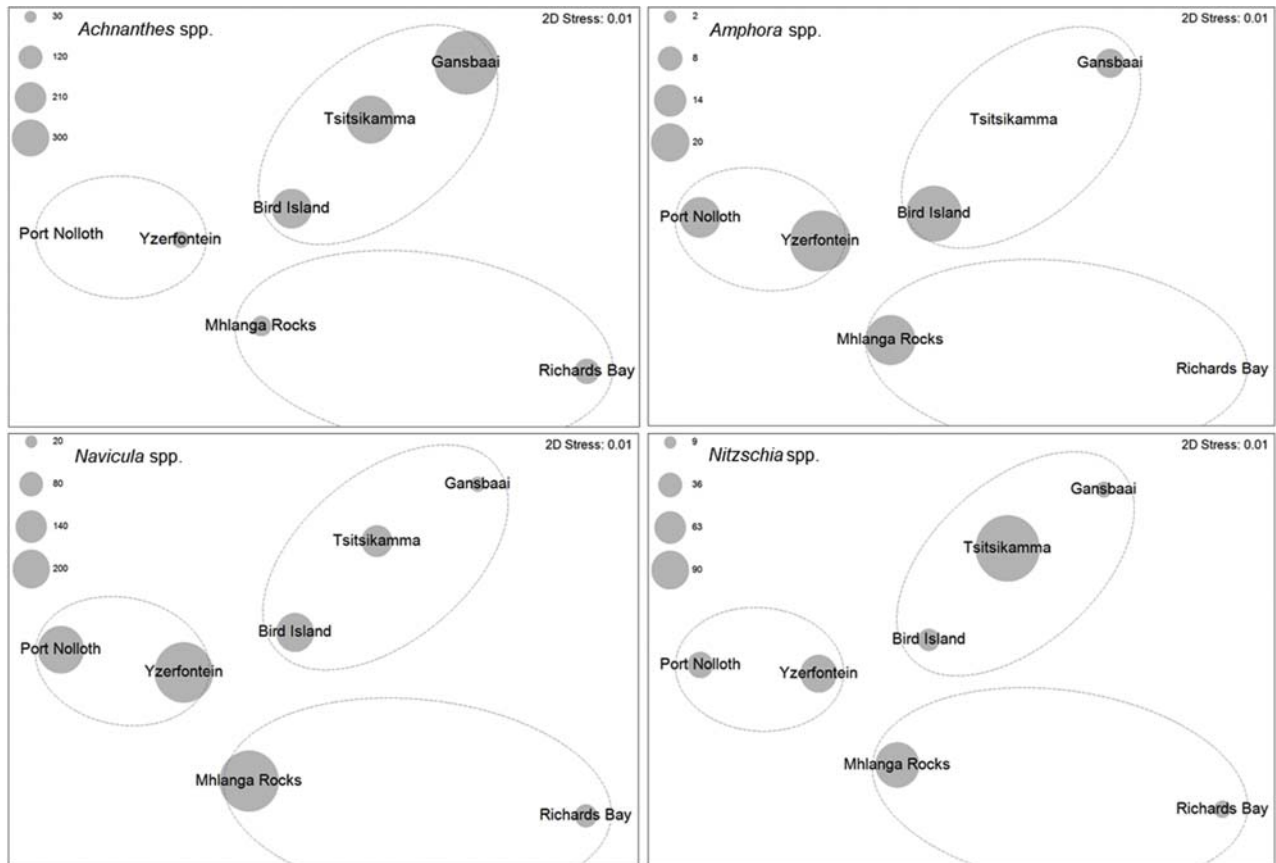 Achnanthes spp.
2D Stress: 0.01
30
120
210
300
Gansbaai
Tsitsikamma
Bird Island
Port Nolloth
Yzerfontein
Mhlanga Rocks
Richards Bay
Amphora spp.
2D Stress: 0.01
2
8
14
20
Gansbaai
Tsitsikamma
Bird Island
Port Nolloth
Yzerfontein
Mhlanga Rocks
Richards Bay
Navicula spp.
2D Stress: 0.01
20
80
140
200
Gansbaai
Tsitsikamma
Bird Island
Port Nolloth
Yzerfontein
Mhlanga Rocks
Richards Bay
Nitzschia spp.
2D Stress: 0.01
9
36
63
90
Gansbaai
Tsitsikamma
Bird Island
Port Nolloth
Yzerfontein
Mhlanga Rocks
Richards Bay